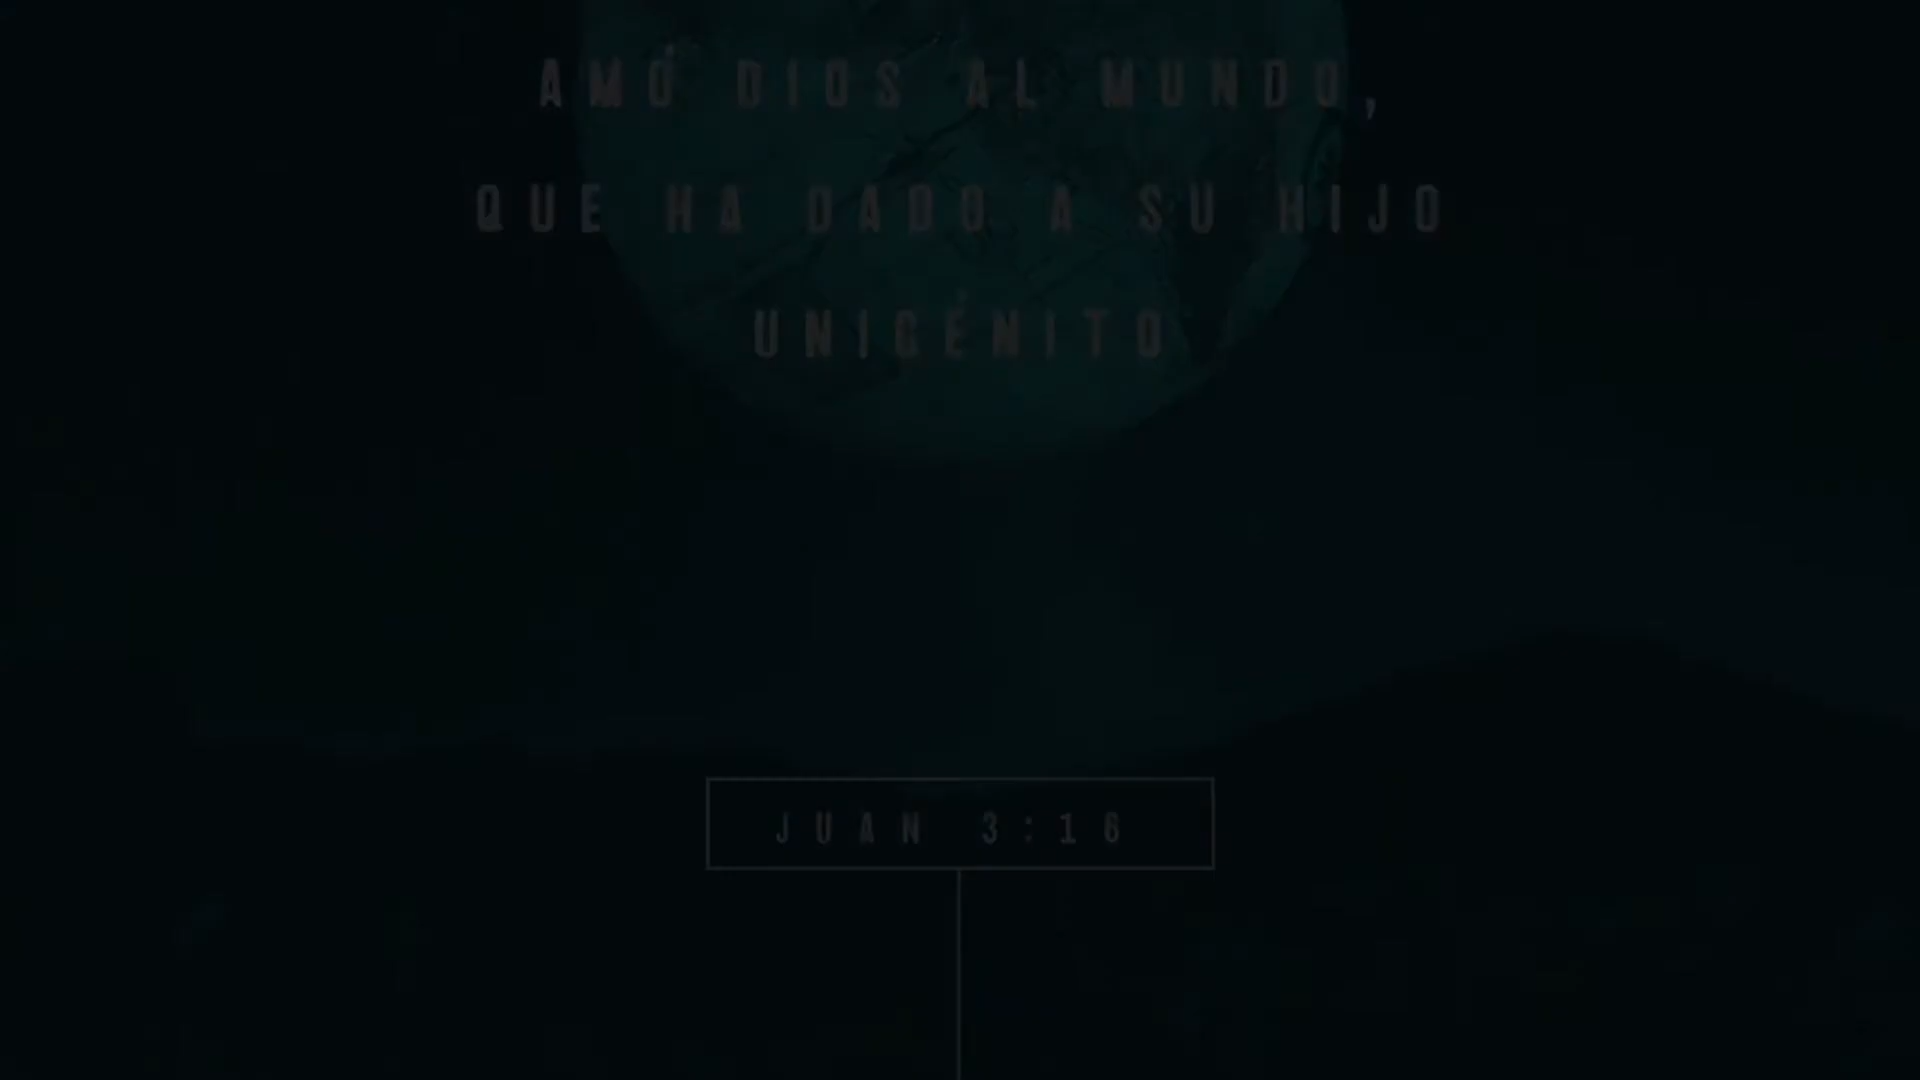 AMÓ DIOS AL MUNDO,
QUE HA DADO A SU HIJO
UNIGÉNITO
JUAN 3:16